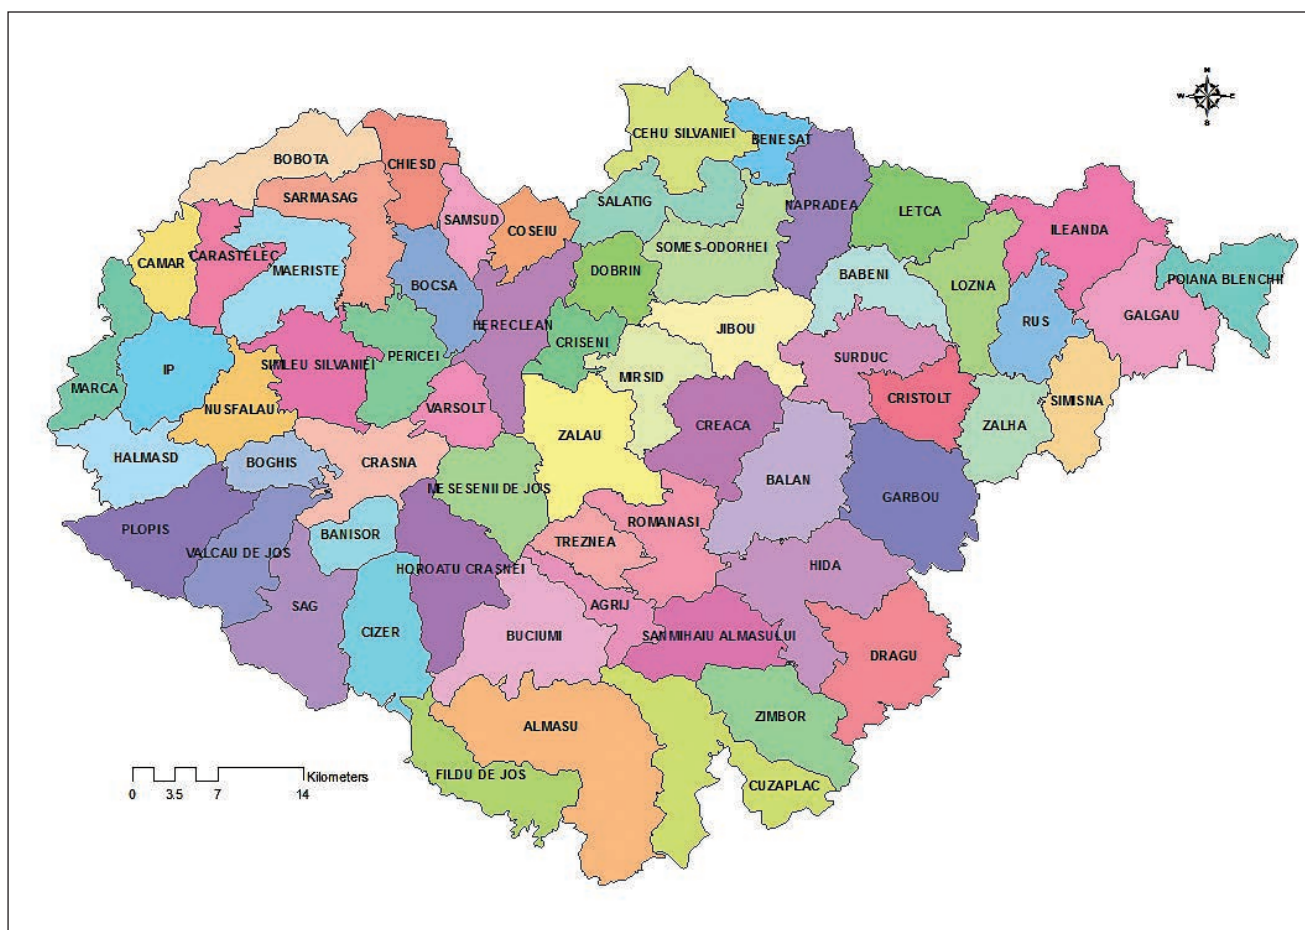 N
W E
S
CEHU SILVANIEI
BENESAT
BOBOTA
CHIESD
SARMASAG
SAMSUD
COSEIU
SALATIG
NAPRADEA
LETCA
ILEANDA
CAMAR
CARASTELEC
MAERISTE
BOCSA
DOBRIN
SOMES-ODORHEI
BABENI
LOZNA
POIANA BLENCHII
HERECLEAN
CRISENI
JIBOU
RUS
GALGAU
MARCA
IP
SIMLEU SILVANIEI
PERICEI
MIRSID
SURDUC
NUSFALAU
VARSOLT
CRISTOLT
SIMISNA
ZALAU
CREACA
ZALHA
HALMASD
BOGHIS
CRASNA
MESESENII DE JOS
BALAN
GARBOU
PLOPIS
VALCAU DE JOS
BANISOR
TREZNEA
ROMANASI
HOROATU CRASNEI
HIDA
SAG
AGRIJ
CIZER
BUCIUMI
SANMIHAIU ALMASULUI
DRAGU
ALMASU
ZIMBOR
FILDU DE JOS
CUZAPLAC
Kilometers
0 3.5 7 14